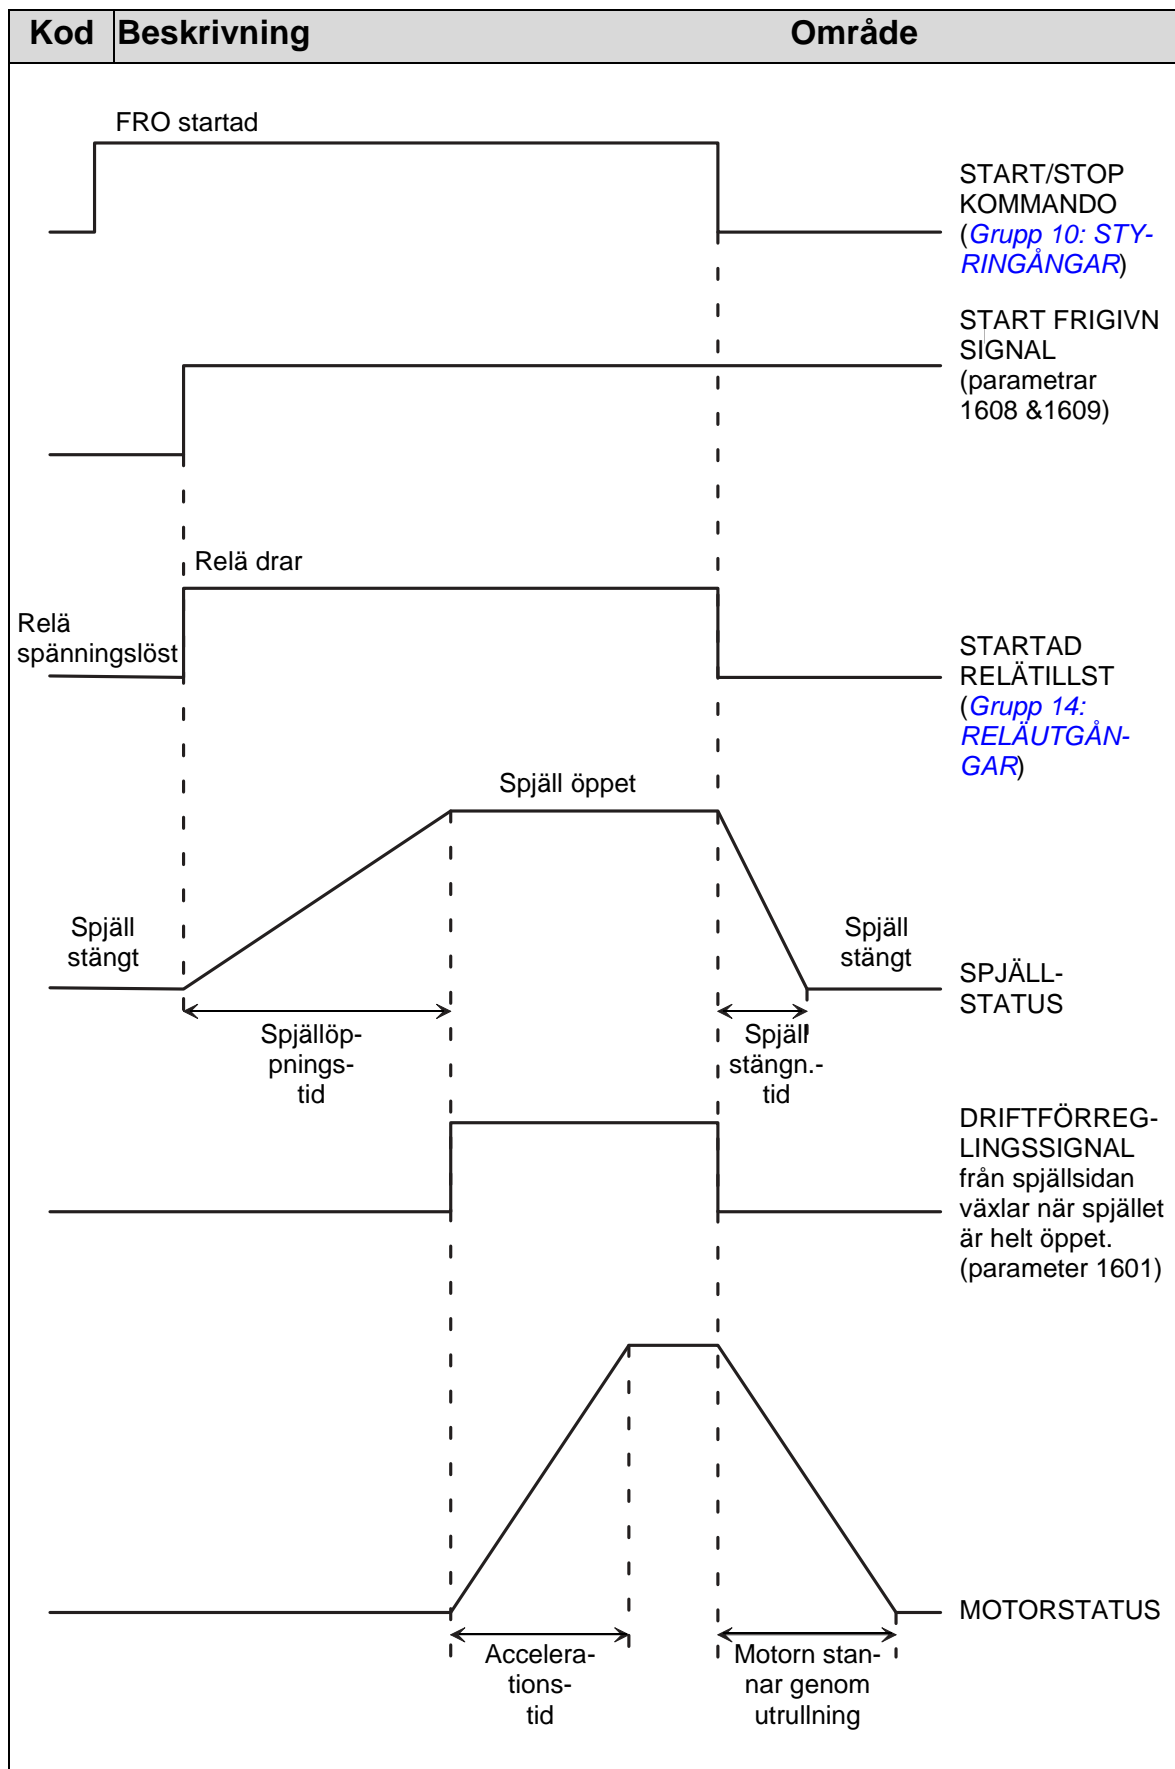 Kod Beskrivning Område
FRO startad
START/STOP
KOMMANDO
(Grupp 10: STY-
RINGÅNGAR)
START FRIGIVN
SIGNAL
(parametrar
1608 &1609)
Relä drar
Relä
spänningslöst
STARTAD
RELÄTILLST
(Grupp 14:
RELÄUTGÅN-
GAR)
Spjäll öppet
Spjäll
stängt
Spjäll
stängt
SPJÄLL-
STATUS
Spjällöp-
pnings-
tid
Spjäll
stängn.-
tid
DRIFTFÖRREG-
LINGSSIGNAL
från spjällsidan
växlar när spjället
är helt öppet.
(parameter 1601)
MOTORSTATUS
Accelera-
tions-
tid
Motorn stan-
nar genom
utrullning